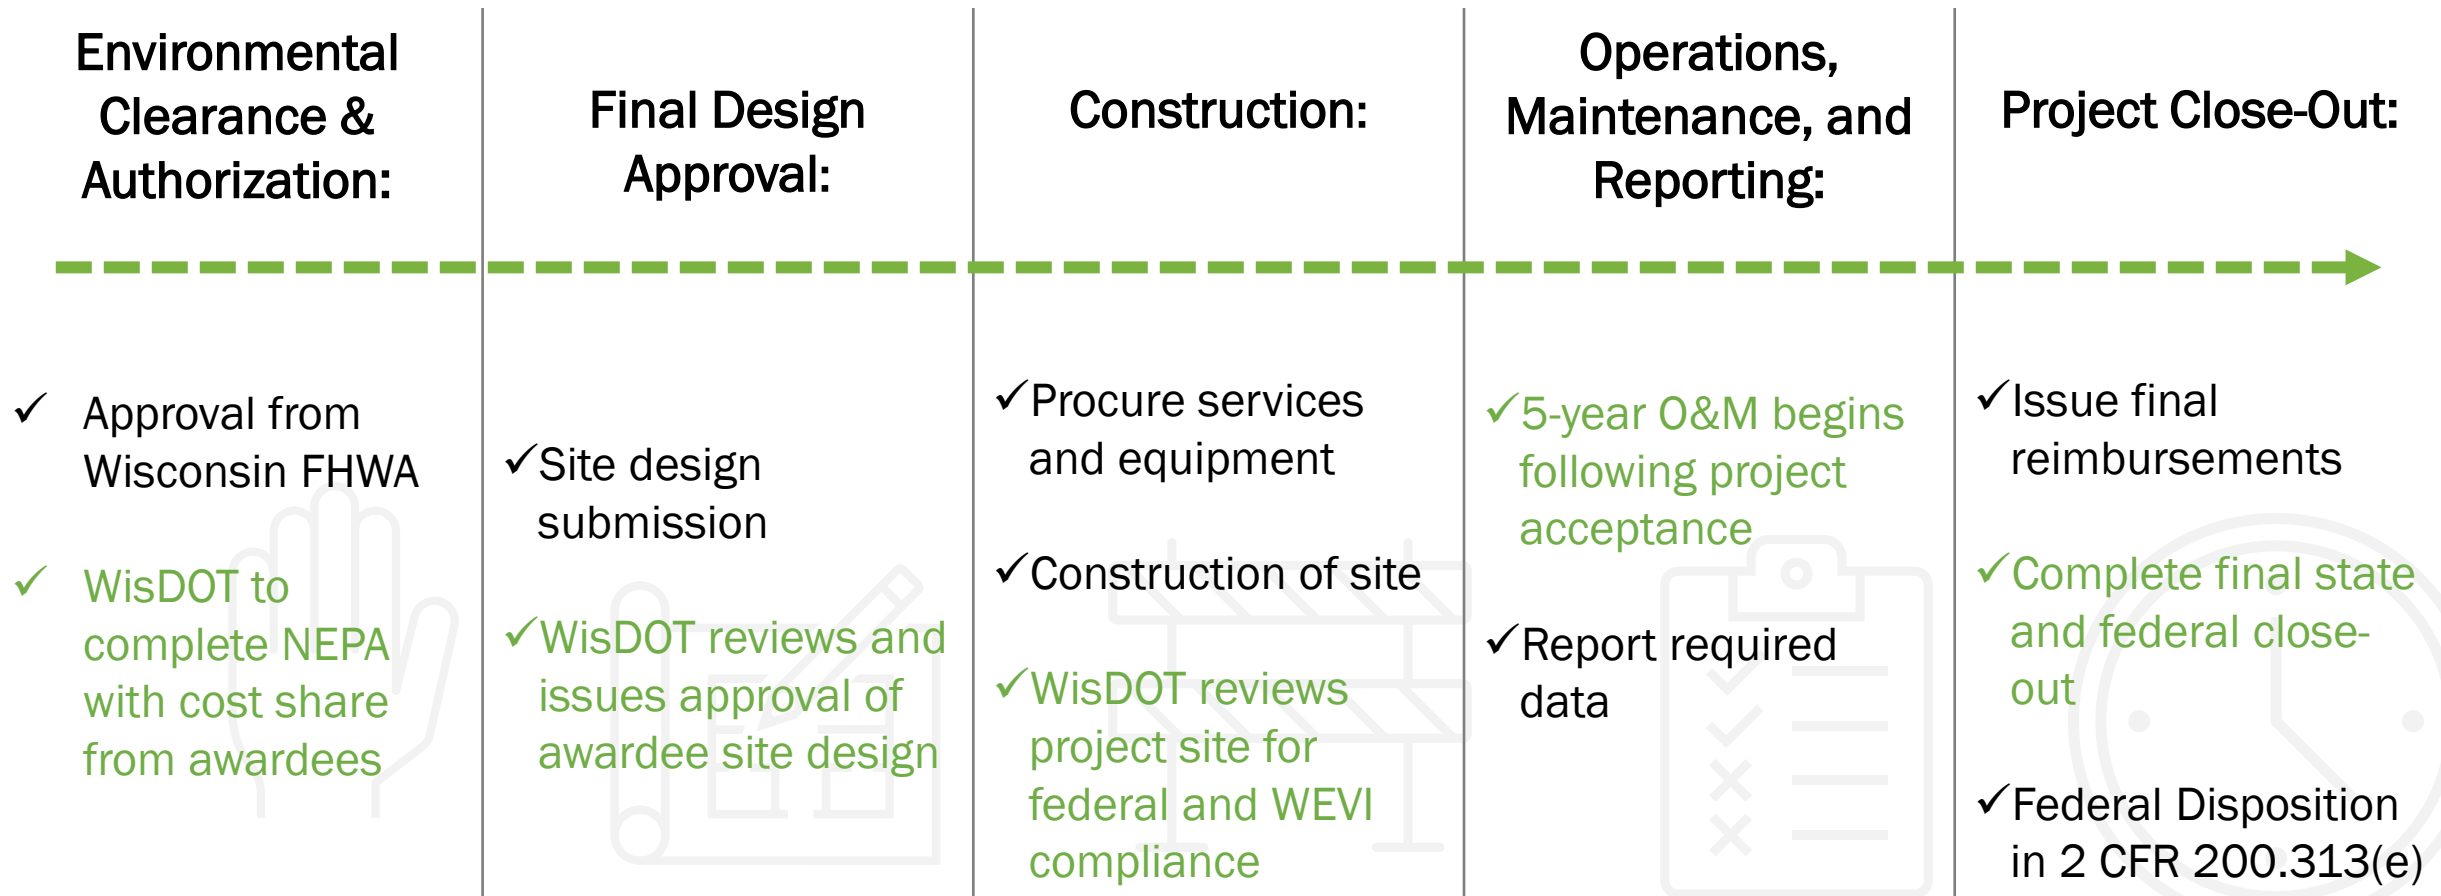 Environmental
Clearance &
Authorization:
Final Design
Approval:
Construction:
Operations,
Maintenance, and
Reporting:
Project Close-Out:
✓ Approval from
Wisconsin FHWA
✓ WisDOT to
complete NEPA
with cost share
from awardees
✓Site design
submission
✓WisDOT reviews and
issues approval of
awardee site design
✓Procure services
and equipment
✓Construction of site
✓WisDOT reviews
project site for
federal and WEVI
compliance
✓5-year O&M begins
following project
acceptance
✓Report required
data
✓Issue final
reimbursements
✓Complete final state
and federal close-
out
✓Federal Disposition
in 2 CFR 200.313(e)